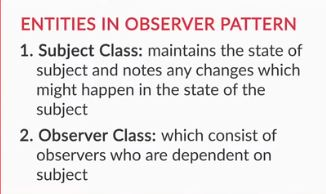 ENTITIES IN OBSERVER PATTERN
1. Subject Class: maintains the state of
subject and notes any changes which
might happen in the state of the
subject
2. Observer Class: which consist of
observers who are dependent on
subject